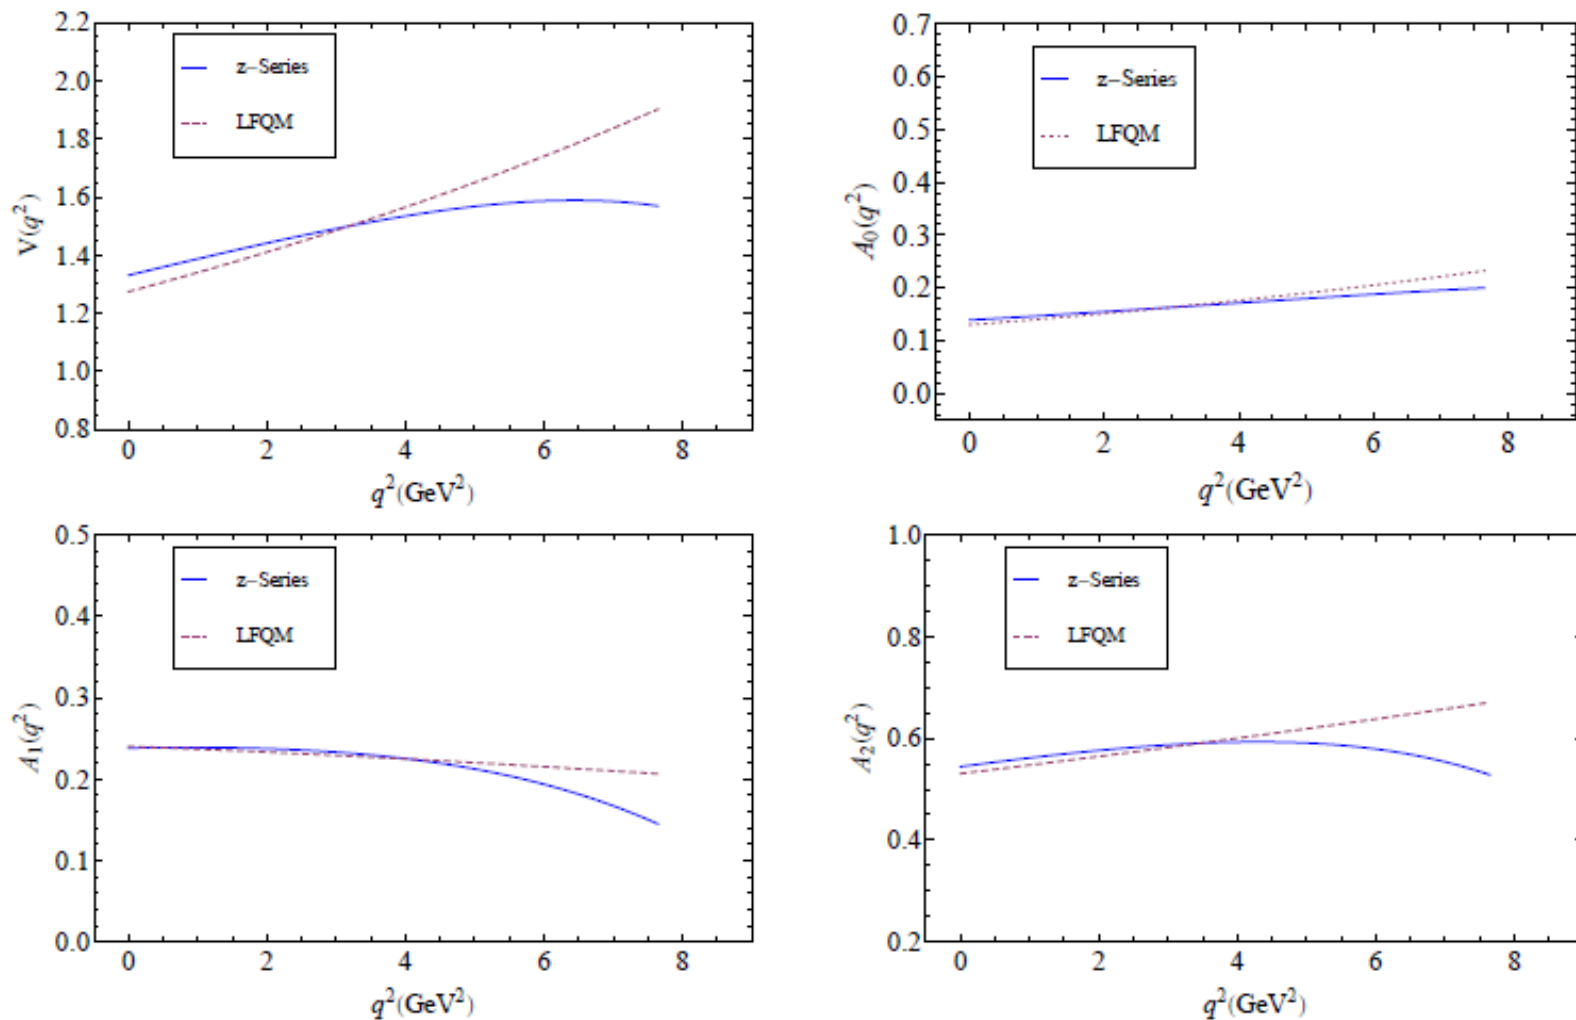 2.2
2.0
1.8
1.6
1.4
1.2
1.0
0.8
V(q²)
z−Series
LFQM
0 2 4 6 8
q²(GeV²)
0.7
0.6
0.5
0.4
0.3
0.2
0.1
0.0
A₀(q²)
z−Series
LFQM
0 2 4 6 8
q²(GeV²)
0.5
0.4
0.3
0.2
0.1
0.0
A₁(q²)
z−Series
LFQM
0 2 4 6 8
q²(GeV²)
1.0
0.8
0.6
0.4
0.2
A₂(q²)
z−Series
LFQM
0 2 4 6 8
q²(GeV²)